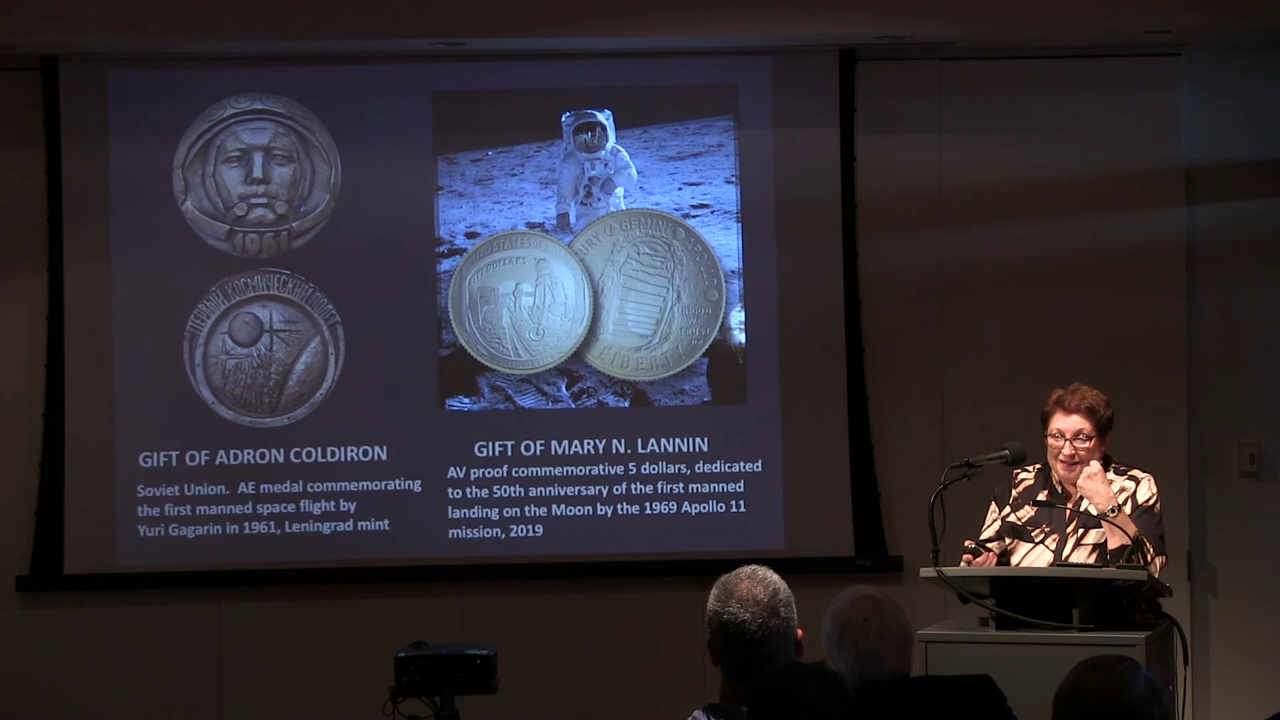 1961
ПЕРВЫЙ КОСМИЧЕСКИЙ ПОЛЕТ
GIFT OF ADRON COLDIRON
Soviet Union. AE medal commemorating
the first manned space flight by
Yuri Gagarin in 1961, Leningrad mint
LIBERTY
GIFT OF MARY N. LANNIN
AV proof commemorative 5 dollars, dedicated
to the 50th anniversary of the first manned
landing on the Moon by the 1969 Apollo 11
mission, 2019